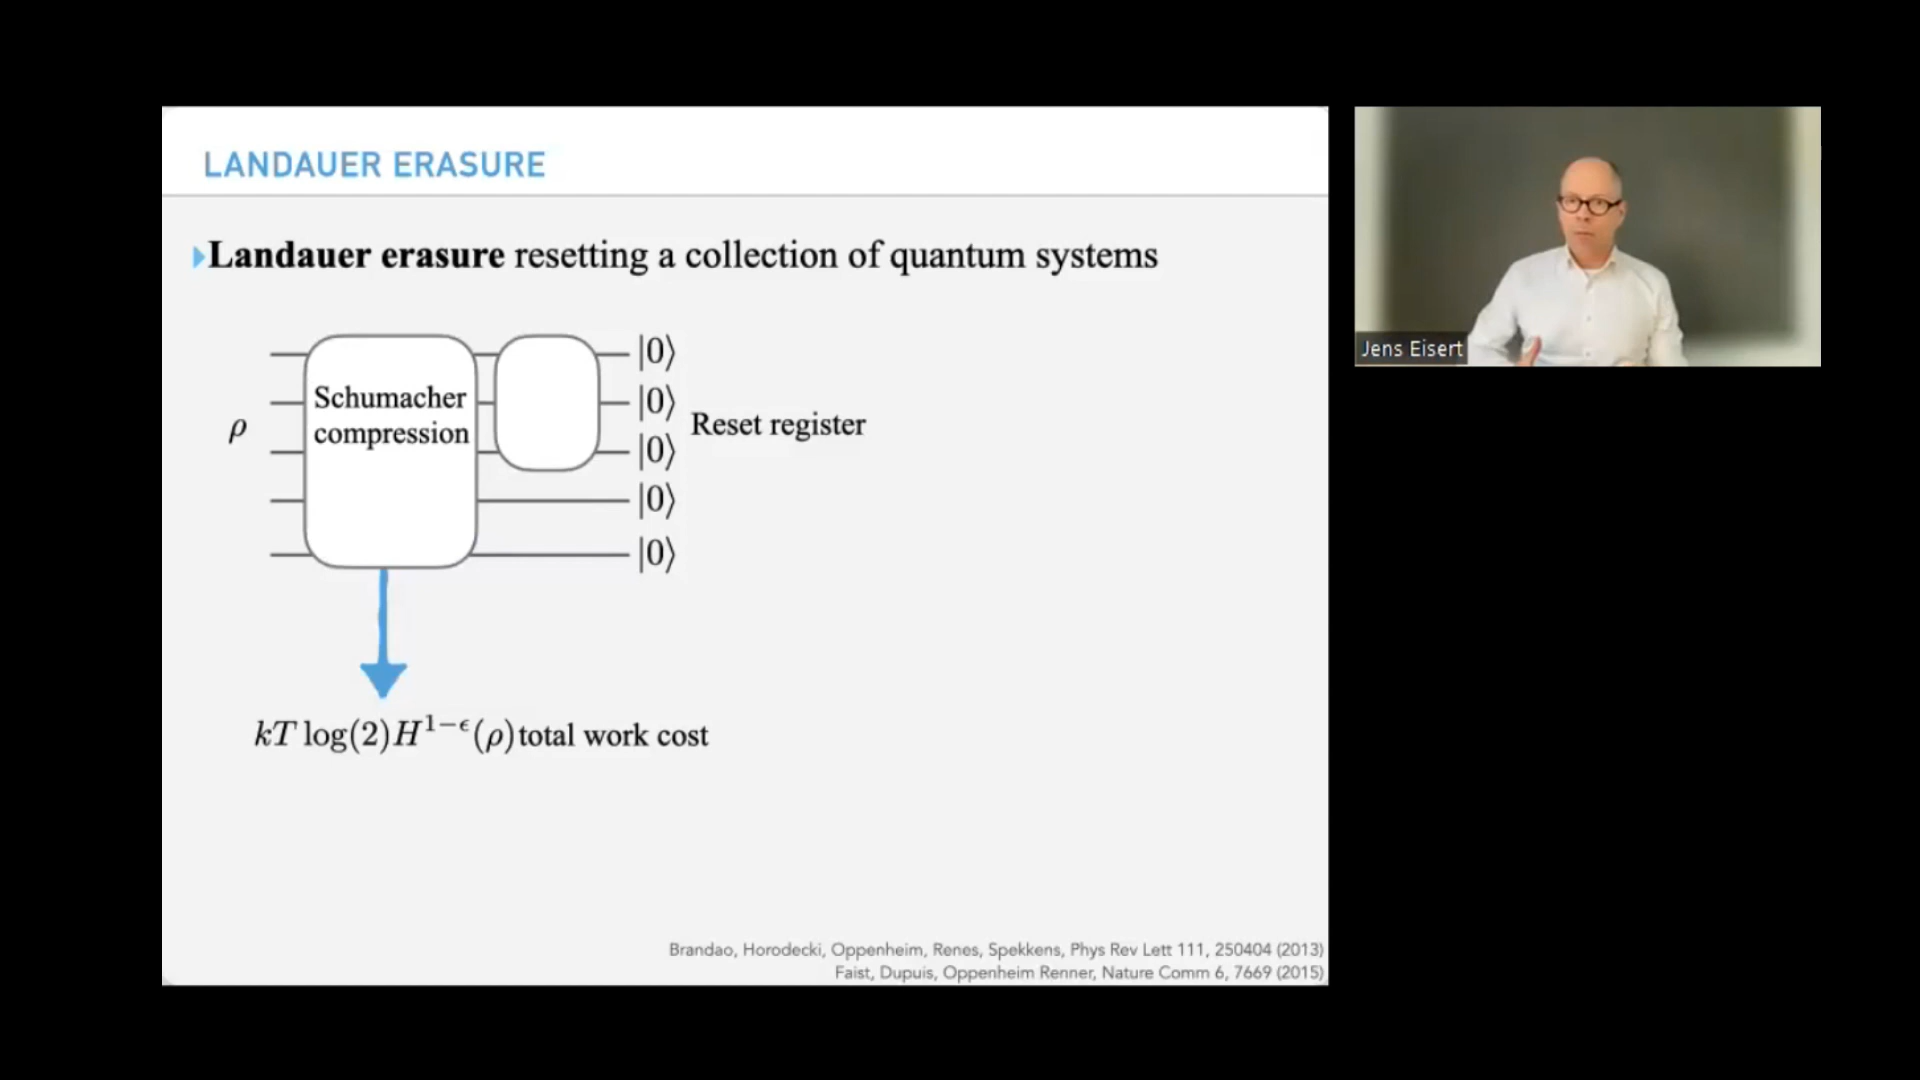 LANDAUER ERASURE
Landauer erasure resetting a collection of quantum systems
ρ
Schumacher
compression
|0⟩
|0⟩
|0⟩
|0⟩
|0⟩
Reset register
kT log(2)H^{1−ϵ}(ρ) total work cost
Brandao, Horodecki, Oppenheim, Renes, Spekkens, Phys Rev Lett 111, 250404 (2013)
Faist, Dupuis, Oppenheim Renner, Nature Comm 6, 7669 (2015)
Jens Eisert